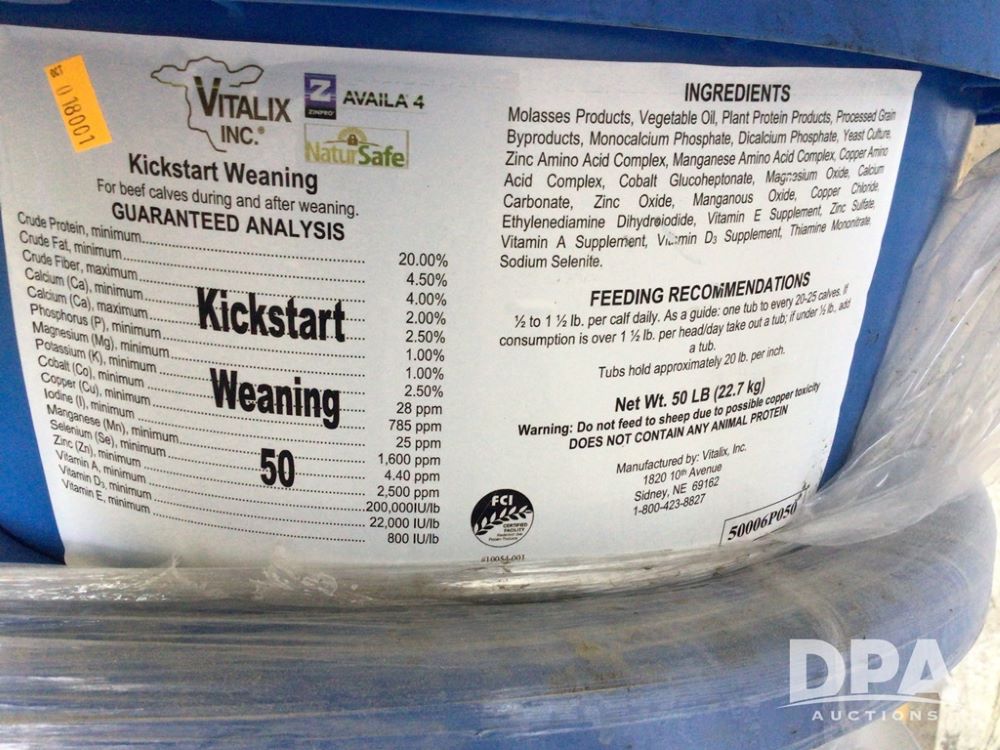 OCT
018001
VITALIX
INC.®
Z
ZINPRO®
AVAILA® 4
NaturSafe
Kickstart Weaning
For beef calves during and after weaning.
GUARANTEED ANALYSIS
Crude Protein, minimum 20.00%
Crude Fat, minimum 4.50%
Crude Fiber, maximum 4.00%
Calcium (Ca), minimum 2.00%
Calcium (Ca), maximum 2.50%
Phosphorus (P), minimum 1.00%
Magnesium (Mg), minimum 1.00%
Potassium (K), minimum 2.50%
Cobalt (Co), minimum 28 ppm
Copper (Cu), minimum 785 ppm
Iodine (I), minimum 25 ppm
Manganese (Mn), minimum 1,600 ppm
Selenium (Se), minimum 4.40 ppm
Zinc (Zn), minimum 2,500 ppm
Vitamin A, minimum 200,000IU/lb
Vitamin D₃, minimum 22,000 IU/lb
Vitamin E, minimum 800 IU/lb
Kickstart
Weaning
50
INGREDIENTS
Molasses Products, Vegetable Oil, Plant Protein Products, Processed Grain
Byproducts, Monocalcium Phosphate, Dicalcium Phosphate, Yeast Culture,
Zinc Amino Acid Complex, Manganese Amino Acid Complex, Copper Amino
Acid Complex, Cobalt Glucoheptonate, Magnesium Oxide, Calcium
Carbonate, Zinc Oxide, Manganous Oxide, Copper Chloride,
Ethylenediamine Dihydroiodide, Vitamin E Supplement, Zinc Sulfate,
Vitamin A Supplement, Vitamin D₃ Supplement, Thiamine Mononitrate,
Sodium Selenite.
FEEDING RECOMMENDATIONS
½ to 1 ½ lb. per calf daily. As a guide: one tub to every 20-25 calves. If
consumption is over 1 ½ lb. per head/day take out a tub; if under ½ lb., add
a tub.
Tubs hold approximately 20 lb. per inch.
Net Wt. 50 LB (22.7 kg)
Warning: Do not feed to sheep due to possible copper toxicity
DOES NOT CONTAIN ANY ANIMAL PROTEIN
Manufactured by: Vitalix, Inc.
1820 10th Avenue
Sidney, NE 69162
1-800-423-8827
FCI
CERTIFIED
FACILITY
#10054-001
50006P050
DPA
AUCTIONS